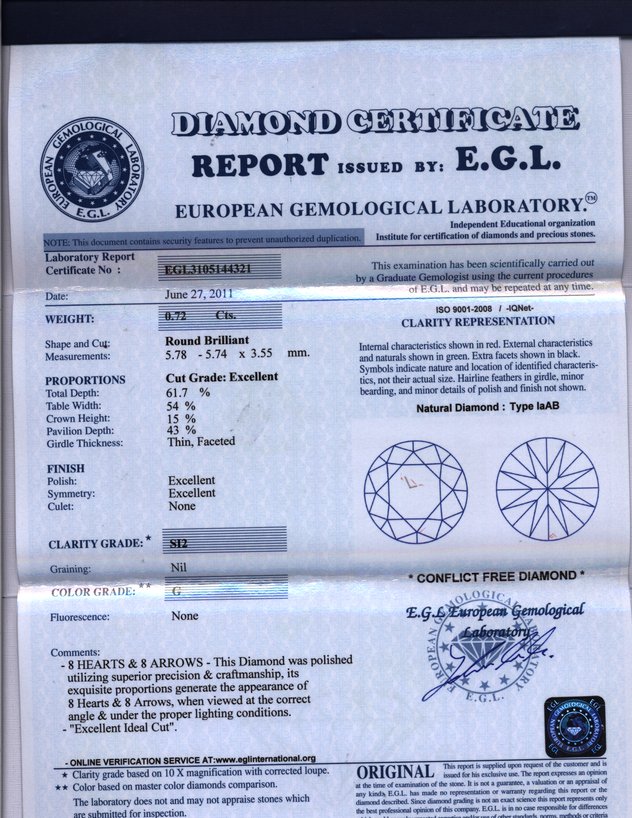 EUROPEAN GEMOLOGICAL LABORATORY
E.G.L.
DIAMOND CERTIFICATE
REPORT ISSUED BY: E.G.L.
EUROPEAN GEMOLOGICAL LABORATORY.™
Independent Educational organization
Institute for certification of diamonds and precious stones.
NOTE: This document contains security features to prevent unauthorized duplication.
Laboratory Report
Certificate No : EGL3105144321
Date: June 27, 2011
WEIGHT: 0.72 Cts.
Shape and Cut: Round Brilliant
Measurements: 5.78 - 5.74 x 3.55 mm.
PROPORTIONS Cut Grade: Excellent
Total Depth: 61.7 %
Table Width: 54 %
Crown Height: 15 %
Pavilion Depth: 43 %
Girdle Thickness: Thin, Faceted
FINISH
Polish: Excellent
Symmetry: Excellent
Culet: None
CLARITY GRADE: * SI2
Graining: Nil
COLOR GRADE: ** G
Fluorescence: None
Comments:
- 8 HEARTS & 8 ARROWS - This Diamond was polished
utilizing superior precision & craftmanship, its
exquisite proportions generate the appearance of
8 Hearts & 8 Arrows, when viewed at the correct
angle & under the proper lighting conditions.
- "Excellent Ideal Cut".
- ONLINE VERIFICATION SERVICE AT:www.eglinternational.org
★ Clarity grade based on 10 X magnification with corrected loupe.
★★ Color based on master color diamonds comparison.
The laboratory does not and may not appraise stones which
are submitted for inspection.
This examination has been scientifically carried out
by a Graduate Gemologist using the current procedures
of E.G.L. and may be repeated at any time.
ISO 9001-2008 / -IQNet-
CLARITY REPRESENTATION
Internal characteristics shown in red. External characteristics
and naturals shown in green. Extra facets shown in black.
Symbols indicate nature and location of identified characteris-
tics, not their actual size. Hairline feathers in girdle, minor
bearding, and minor details of polish and finish not shown.
Natural Diamond : Type IaAB
* CONFLICT FREE DIAMOND *
E.G.L European Gemological
Laboratory
EUROPEAN GEMOLOGICAL LABORATORY
E.G.L.
EGL EGL
EGL EGL
ORIGINAL This report is supplied upon request of the customer and is
issued for his exclusive use. The report expresses an opinion
at the time of examination of the stone. It is not a guarantee, a valuation or an appraisal of
any kinds, E.G.L. has made no representation or warranty regarding this report or the
diamond described. Since diamond grading is not an exact science this report represents only
the best professional opinion of this company. E.G.L. is in no case responsible for differences
use of other standards, norms, methods or criteria